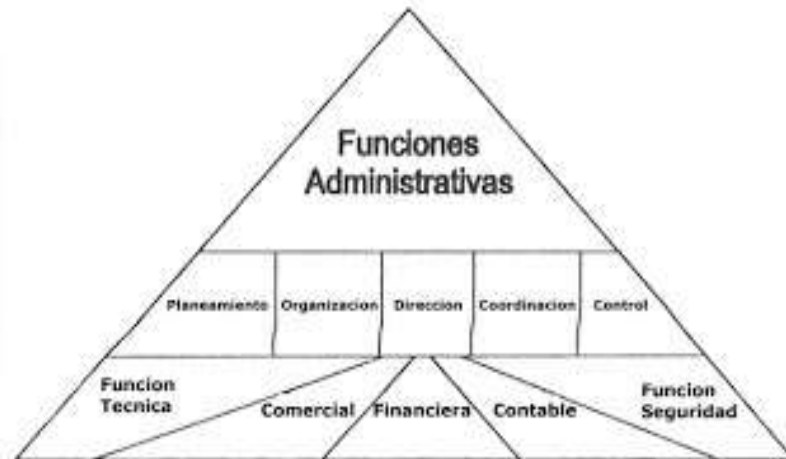 Funciones
Administrativas
Planeamiento Organizacion Direccion Coordinacion Control
Funcion
Tecnica
Comercial Financiera Contable
Funcion
Seguridad